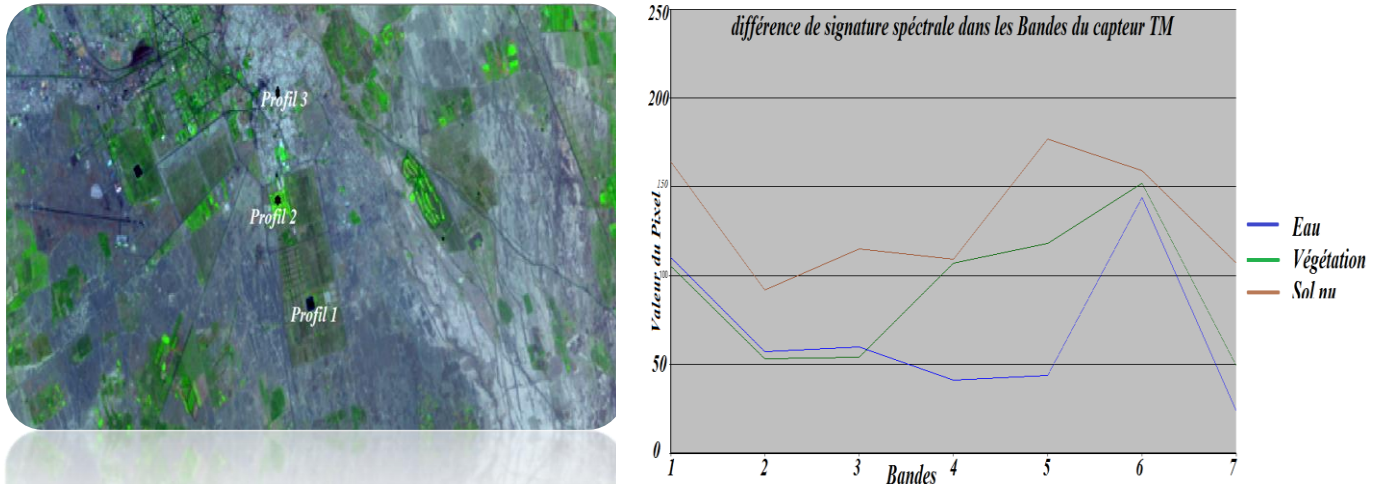 Profil 3
Profil 2
Profil 1
différence de signature spéctrale dans les Bandes du capteur TM
Valeur du Pixel
250
200
150
100
50
0
1 2 3 4 5 6 7
Bandes
Eau
Végétation
Sol nu